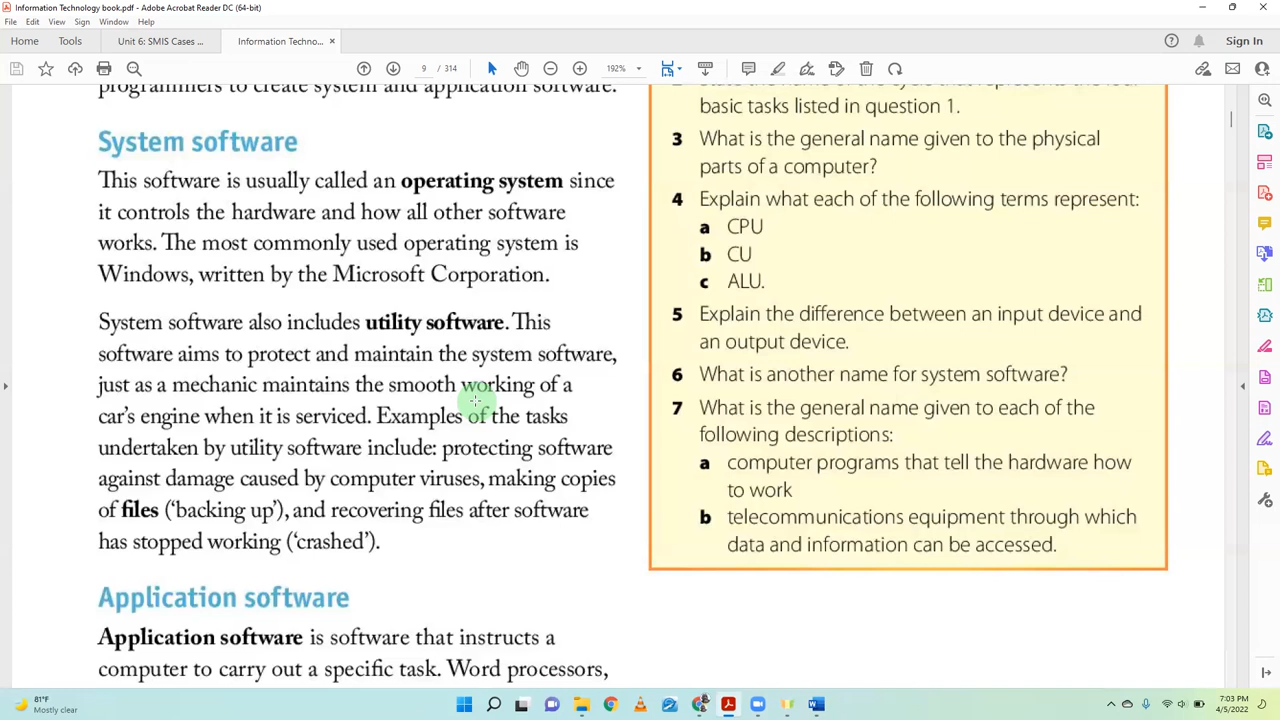 Information Technology book.pdf - Adobe Acrobat Reader DC (64-bit)
File Edit View Sign Window Help
Home Tools Unit 6: SMIS Cases ... Information Techno... × Sign In
9 / 314 192%
programmers to create system and application software.
System software
This software is usually called an operating system since
it controls the hardware and how all other software
works. The most commonly used operating system is
Windows, written by the Microsoft Corporation.
System software also includes utility software. This
software aims to protect and maintain the system software,
just as a mechanic maintains the smooth working of a
car's engine when it is serviced. Examples of the tasks
undertaken by utility software include: protecting software
against damage caused by computer viruses, making copies
of files ('backing up'), and recovering files after software
has stopped working ('crashed').
Application software
Application software is software that instructs a
computer to carry out a specific task. Word processors,
basic tasks listed in question 1.
3 What is the general name given to the physical
parts of a computer?
4 Explain what each of the following terms represent:
a CPU
b CU
c ALU.
5 Explain the difference between an input device and
an output device.
6 What is another name for system software?
7 What is the general name given to each of the
following descriptions:
a computer programs that tell the hardware how
to work
b telecommunications equipment through which
data and information can be accessed.
81°F
Mostly clear
7:03 PM
4/5/2022